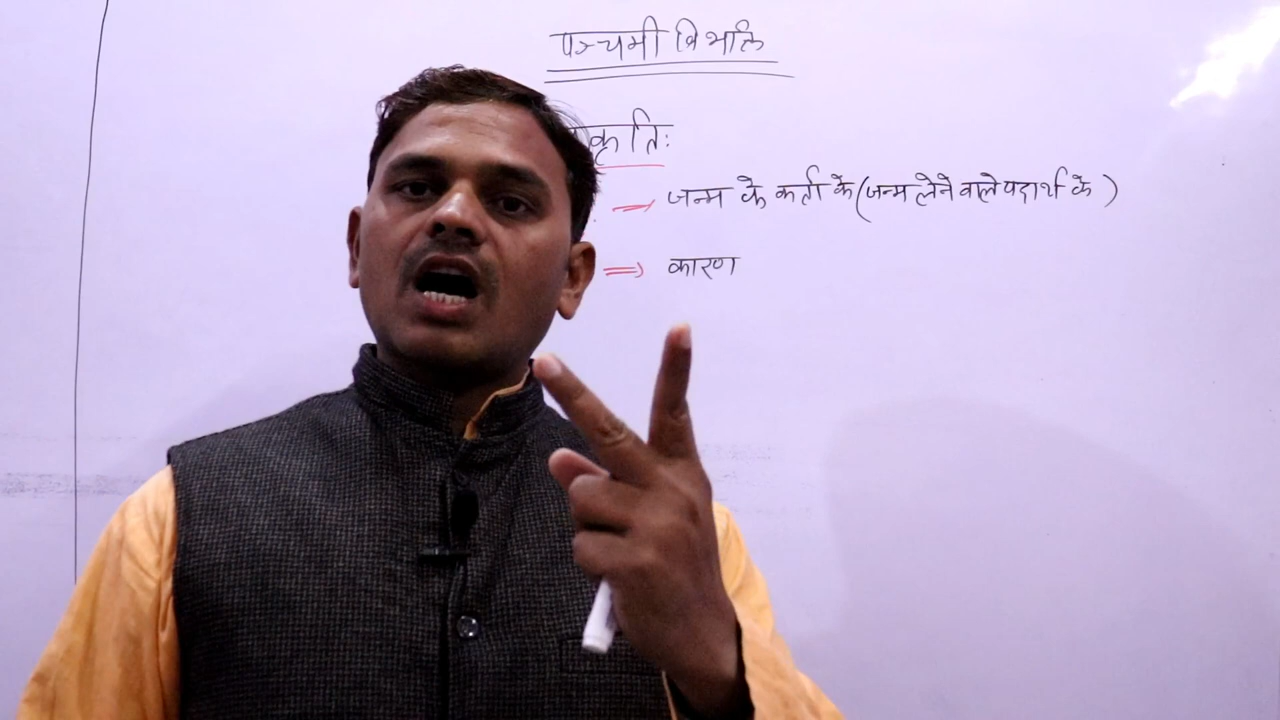 पञ्चमी विभक्ति
कृतिः
जन्म के कर्ता के (जन्म लेने वाले पदार्थ के )
कारण